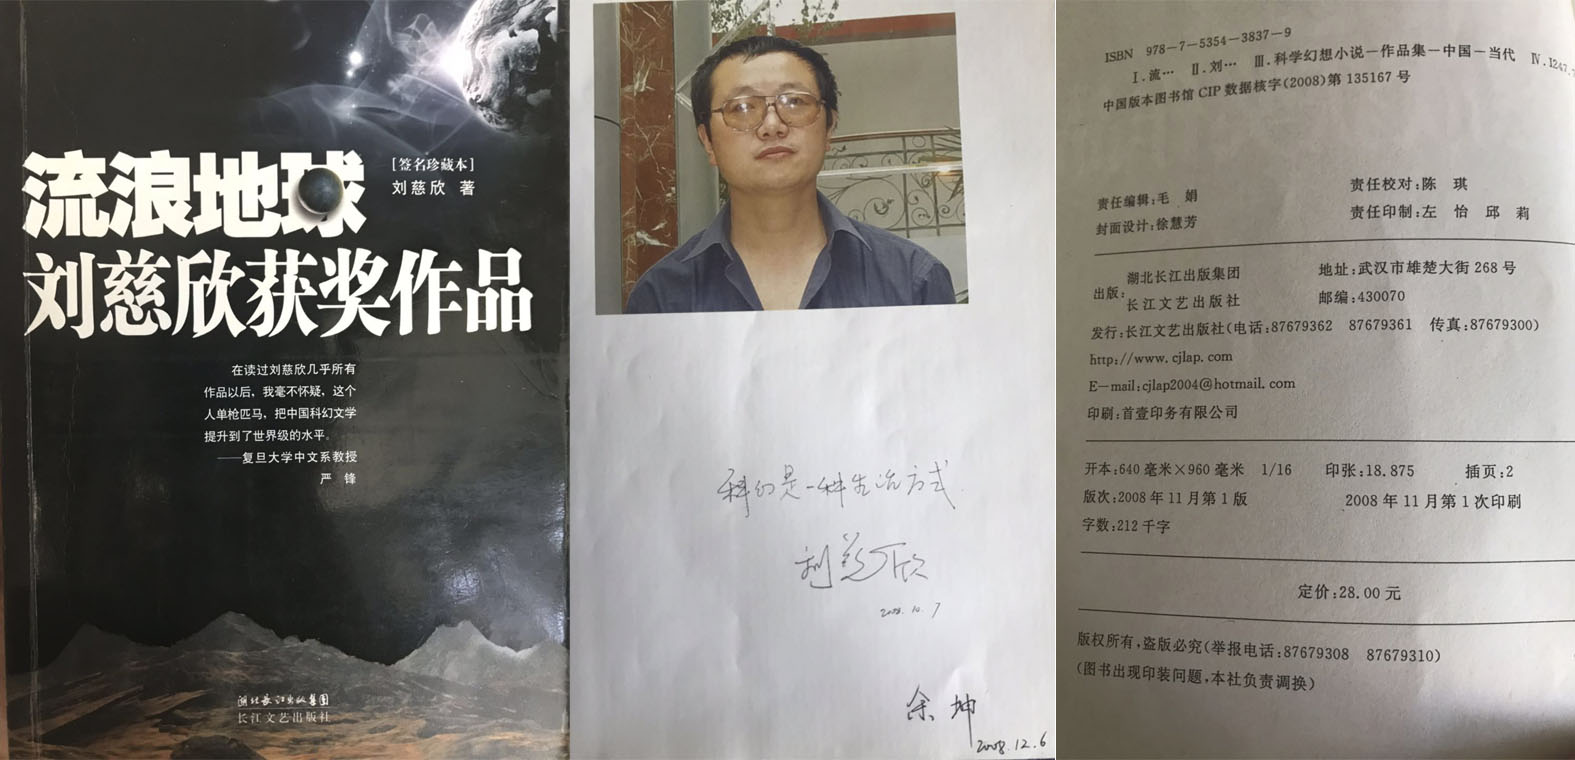 流浪地球
[签名珍藏本]
刘慈欣 著
刘慈欣获奖作品
在读过刘慈欣几乎所有
作品以后，我毫不怀疑，这个
人单枪匹马，把中国科幻文学
提升到了世界级的水平。
——复旦大学中文系教授
严 锋
湖北长江出版集团
长江文艺出版社
科幻是一种生活方式
刘慈欣
2008.10.7
余坤
2008.12.6
ISBN 978-7-5354-3837-9
Ⅰ.流… Ⅱ.刘… Ⅲ.科学幻想小说-作品集-中国-当代 Ⅳ.I247.7
中国版本图书馆 CIP 数据核字(2008)第 135167 号
责任编辑:毛 娟
责任校对:陈 琪
封面设计:徐慧芳
责任印制:左 怡 邱 莉
出版:湖北长江出版集团
长江文艺出版社
地址:武汉市雄楚大街 268 号
邮编:430070
发行:长江文艺出版社(电话:87679362 87679361 传真:87679300)
http://www.cjlap.com
E-mail:cjlap2004@hotmail.com
印刷:首壹印务有限公司
开本:640 毫米×960 毫米 1/16 印张:18.875 插页:2
版次:2008 年 11 月第 1 版 2008 年 11 月第 1 次印刷
字数:212 千字
定价:28.00 元
版权所有,盗版必究(举报电话:87679308 87679310)
(图书出现印装问题,本社负责调换)